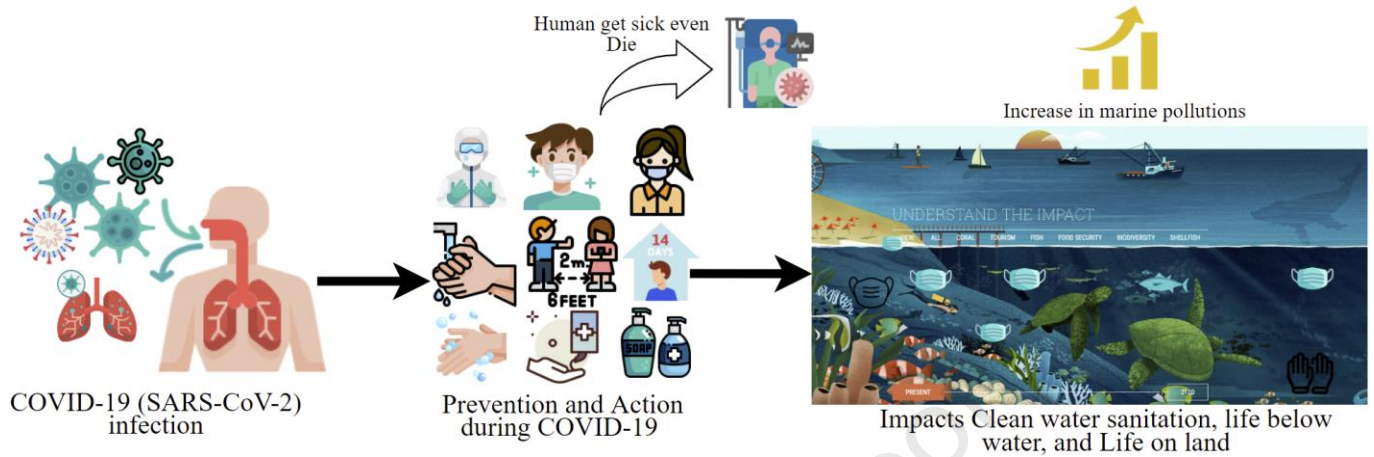 Human get sick even
Die
Increase in marine pollutions
UNDERSTAND THE IMPACT
ALL CORAL TOURISM FISH FOOD SECURITY BIODIVERSITY SHELLFISH
14
DAYS
2m.
6 FEET
SOAP
PRESENT
COVID-19 (SARS-CoV-2)
infection
Prevention and Action
during COVID-19
Impacts Clean water sanitation, life below
water, and Life on land